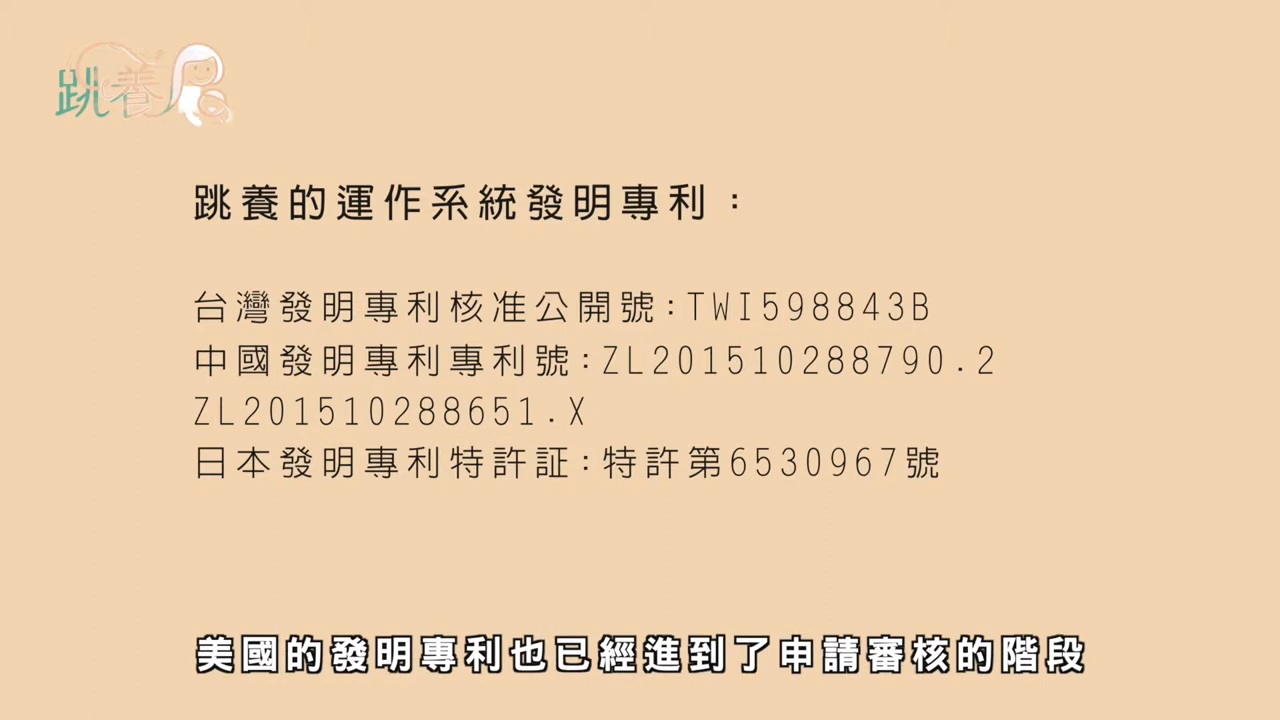 跳養
跳養的運作系統發明專利：
台灣發明專利核准公開號:TWI598843B
中國發明專利專利號:ZL201510288790.2
ZL201510288651.X
日本發明專利特許証:特許第6530967號
美國的發明專利也已經進到了申請審核的階段